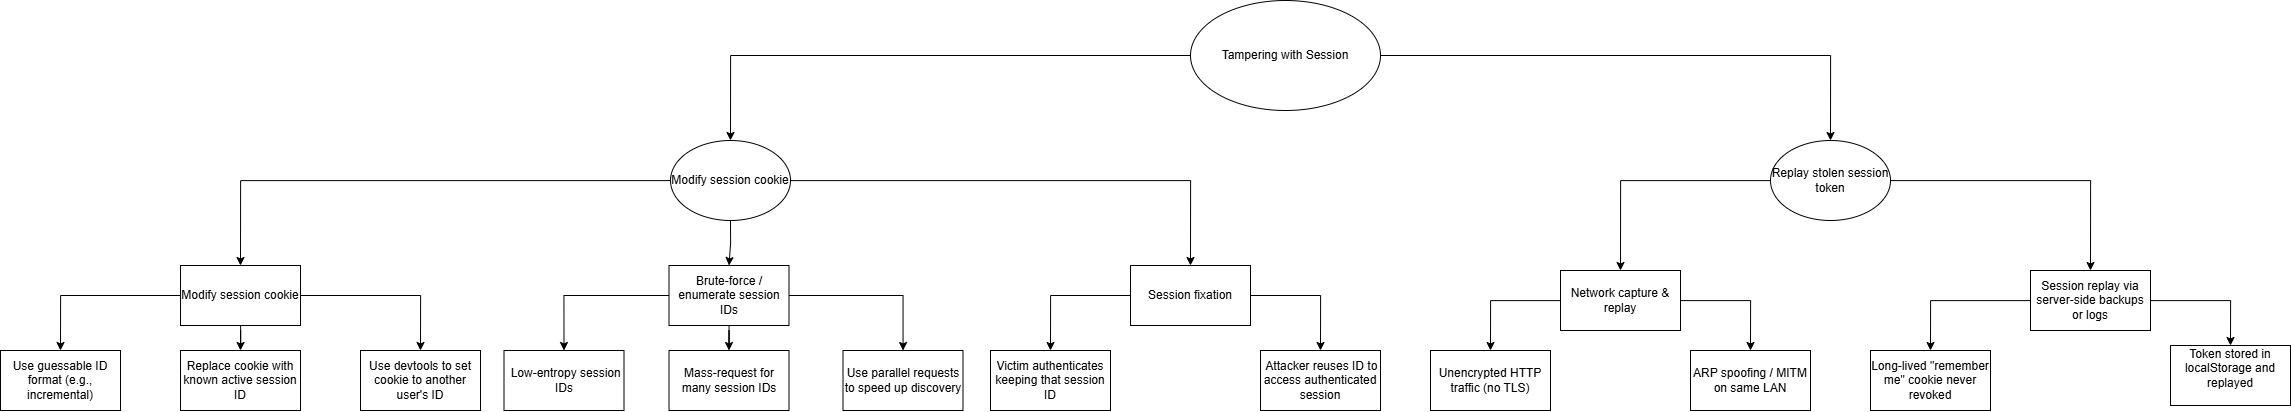 Tampering with Session
Modify session cookie
Replay stolen session
token
Modify session cookie
Brute-force /
enumerate session
IDs
Session fixation
Network capture &
replay
Session replay via
server-side backups
or logs
Use guessable ID
format (e.g.,
incremental)
Replace cookie with
known active session
ID
Use devtools to set
cookie to another
user's ID
Low-entropy session
IDs
Mass-request for
many session IDs
Use parallel requests
to speed up discovery
Victim authenticates
keeping that session
ID
Attacker reuses ID to
access authenticated
session
Unencrypted HTTP
traffic (no TLS)
ARP spoofing / MITM
on same LAN
Long-lived "remember
me" cookie never
revoked
Token stored in
localStorage and
replayed